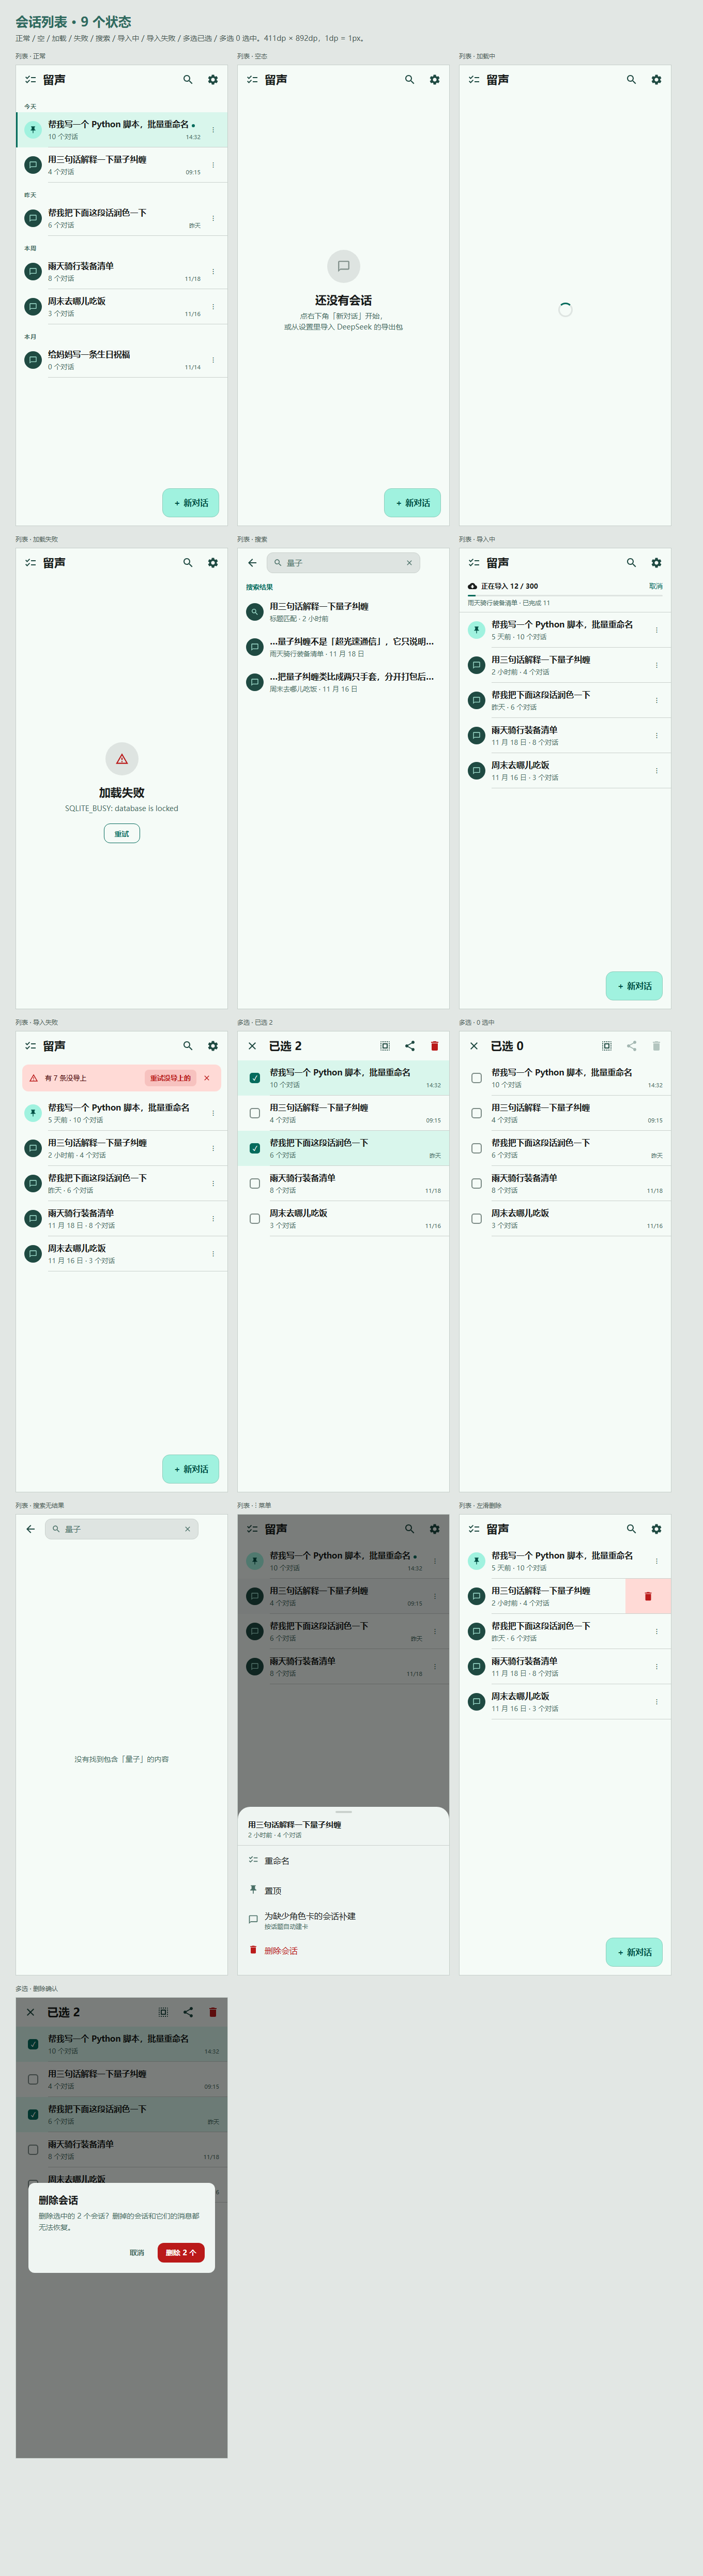 会话列表 · 9 个状态
正常 / 空 / 加载 / 失败 / 搜索 / 导入中 / 导入失败 / 多选已选 / 多选 0 选中。411dp × 892dp，1dp = 1px。
列表 · 正常
留声
今天
帮我写一个 Python 脚本，批量重命名
10 个对话
14:32
用三句话解释一下量子纠缠
4 个对话
09:15
昨天
帮我把下面这段话润色一下
6 个对话
昨天
本周
雨天骑行装备清单
8 个对话
11/18
周末去哪儿吃饭
3 个对话
11/16
本月
给妈妈写一条生日祝福
0 个对话
11/14
+ 新对话
列表 · 空态
留声
还没有会话
点右下角「新对话」开始，
或从设置里导入 DeepSeek 的导出包
+ 新对话
列表 · 加载中
留声
列表 · 加载失败
留声
加载失败
SQLITE_BUSY: database is locked
重试
列表 · 搜索
量子
搜索结果
用三句话解释一下量子纠缠
标题匹配 · 2 小时前
…量子纠缠不是「超光速通信」，它只说明…
雨天骑行装备清单 · 11 月 18 日
…把量子纠缠类比成两只手套，分开打包后…
周末去哪儿吃饭 · 11 月 16 日
列表 · 导入中
留声
正在导入 12 / 300
取消
雨天骑行装备清单 · 已完成 11
帮我写一个 Python 脚本，批量重命名
5 天前 · 10 个对话
用三句话解释一下量子纠缠
2 小时前 · 4 个对话
帮我把下面这段话润色一下
昨天 · 6 个对话
雨天骑行装备清单
11 月 18 日 · 8 个对话
周末去哪儿吃饭
11 月 16 日 · 3 个对话
+ 新对话
列表 · 导入失败
留声
有 7 条没导上
重试没导上的
帮我写一个 Python 脚本，批量重命名
5 天前 · 10 个对话
用三句话解释一下量子纠缠
2 小时前 · 4 个对话
帮我把下面这段话润色一下
昨天 · 6 个对话
雨天骑行装备清单
11 月 18 日 · 8 个对话
周末去哪儿吃饭
11 月 16 日 · 3 个对话
+ 新对话
多选 · 已选 2
已选 2
帮我写一个 Python 脚本，批量重命名
10 个对话
14:32
用三句话解释一下量子纠缠
4 个对话
09:15
帮我把下面这段话润色一下
6 个对话
昨天
雨天骑行装备清单
8 个对话
11/18
周末去哪儿吃饭
3 个对话
11/16
多选 · 0 选中
已选 0
帮我写一个 Python 脚本，批量重命名
10 个对话
14:32
用三句话解释一下量子纠缠
4 个对话
09:15
帮我把下面这段话润色一下
6 个对话
昨天
雨天骑行装备清单
8 个对话
11/18
周末去哪儿吃饭
3 个对话
11/16
列表 · 搜索无结果
量子
没有找到包含「量子」的内容
列表 · ⋮ 菜单
留声
帮我写一个 Python 脚本，批量重命名
10 个对话
14:32
用三句话解释一下量子纠缠
4 个对话
09:15
帮我把下面这段话润色一下
6 个对话
昨天
雨天骑行装备清单
8 个对话
11/18
用三句话解释一下量子纠缠
2 小时前 · 4 个对话
重命名
置顶
为缺少角色卡的会话补建
按话题自动建卡
删除会话
列表 · 左滑删除
留声
帮我写一个 Python 脚本，批量重命名
5 天前 · 10 个对话
用三句话解释一下量子纠缠
2 小时前 · 4 个对话
帮我把下面这段话润色一下
昨天 · 6 个对话
雨天骑行装备清单
11 月 18 日 · 8 个对话
周末去哪儿吃饭
11 月 16 日 · 3 个对话
+ 新对话
多选 · 删除确认
已选 2
帮我写一个 Python 脚本，批量重命名
10 个对话
14:32
用三句话解释一下量子纠缠
4 个对话
09:15
帮我把下面这段话润色一下
6 个对话
昨天
雨天骑行装备清单
8 个对话
11/18
周末去哪儿吃饭
6
删除会话
删除选中的 2 个会话？删掉的会话和它们的消息都
无法恢复。
取消
删除 2 个